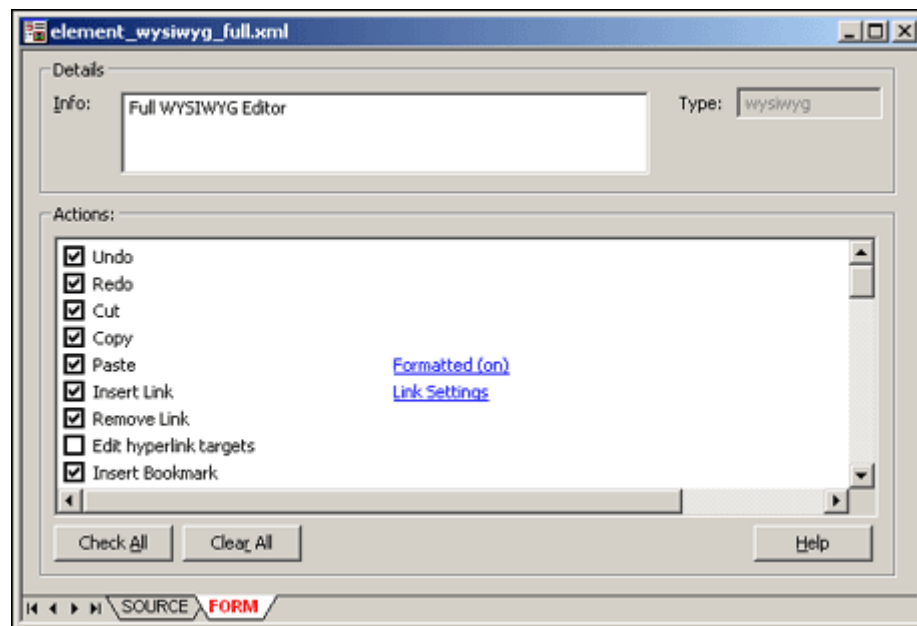 element_wysiwyg_full.xml
Details
Info: Full WYSIWYG Editor Type: wysiwyg
Actions:
Undo
Redo
Cut
Copy
Paste Formatted (on)
Insert Link Link Settings
Remove Link
Edit hyperlink targets
Insert Bookmark
Check All Clear All Help
SOURCE FORM